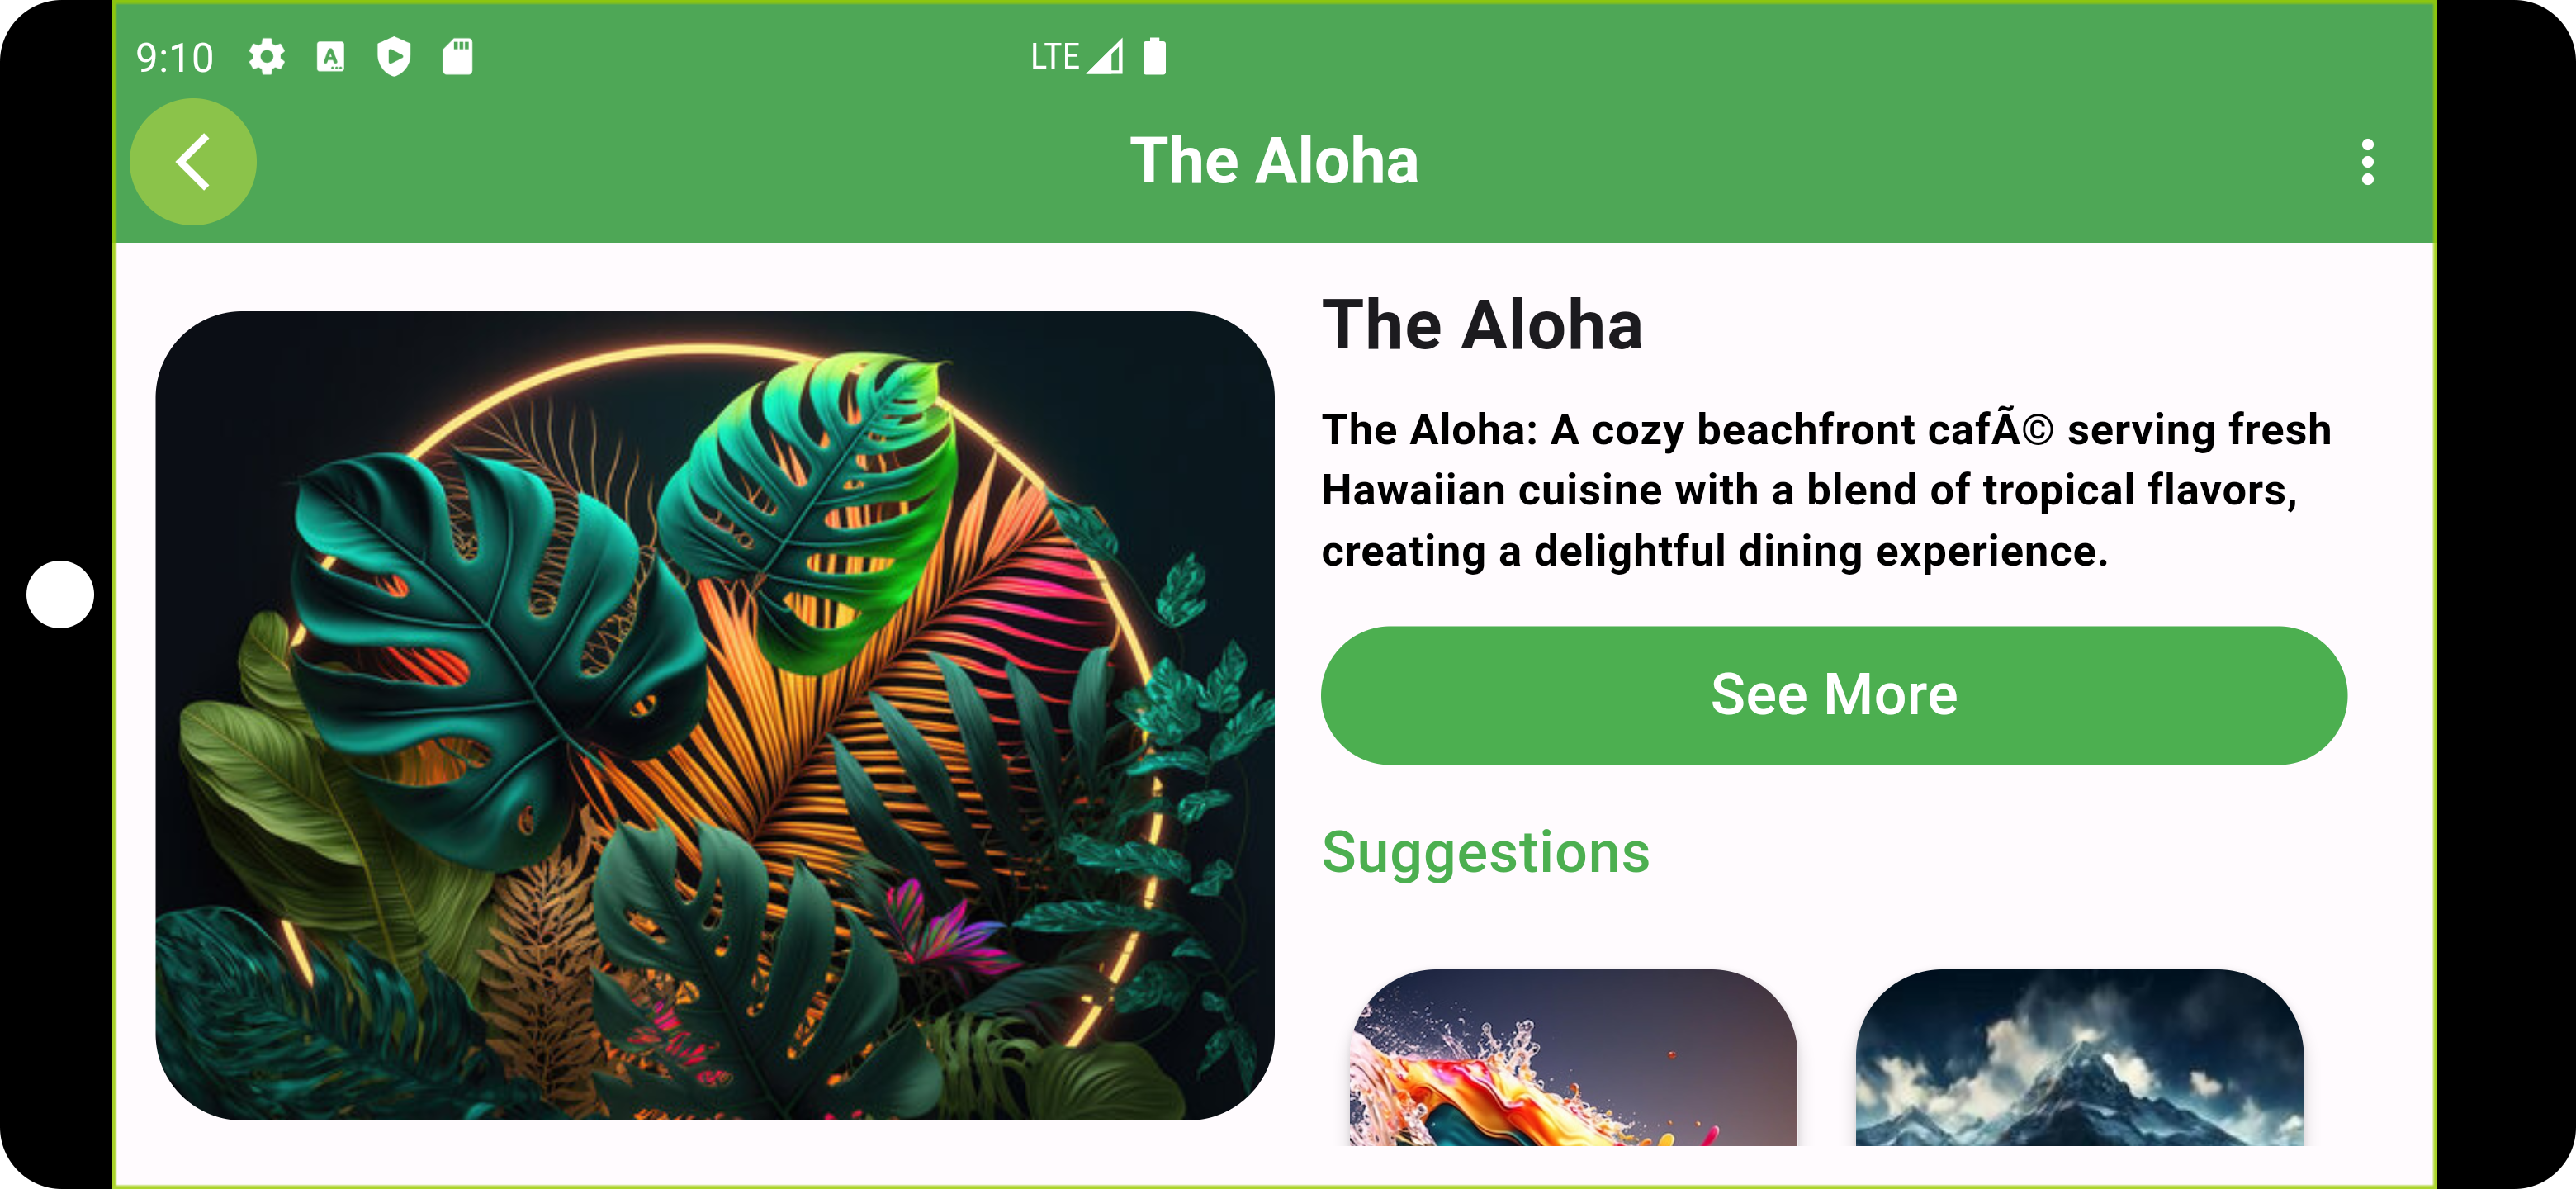 9:10
LTE
The Aloha
The Aloha
The Aloha: A cozy beachfront cafÃ© serving fresh
Hawaiian cuisine with a blend of tropical flavors,
creating a delightful dining experience.
See More
Suggestions